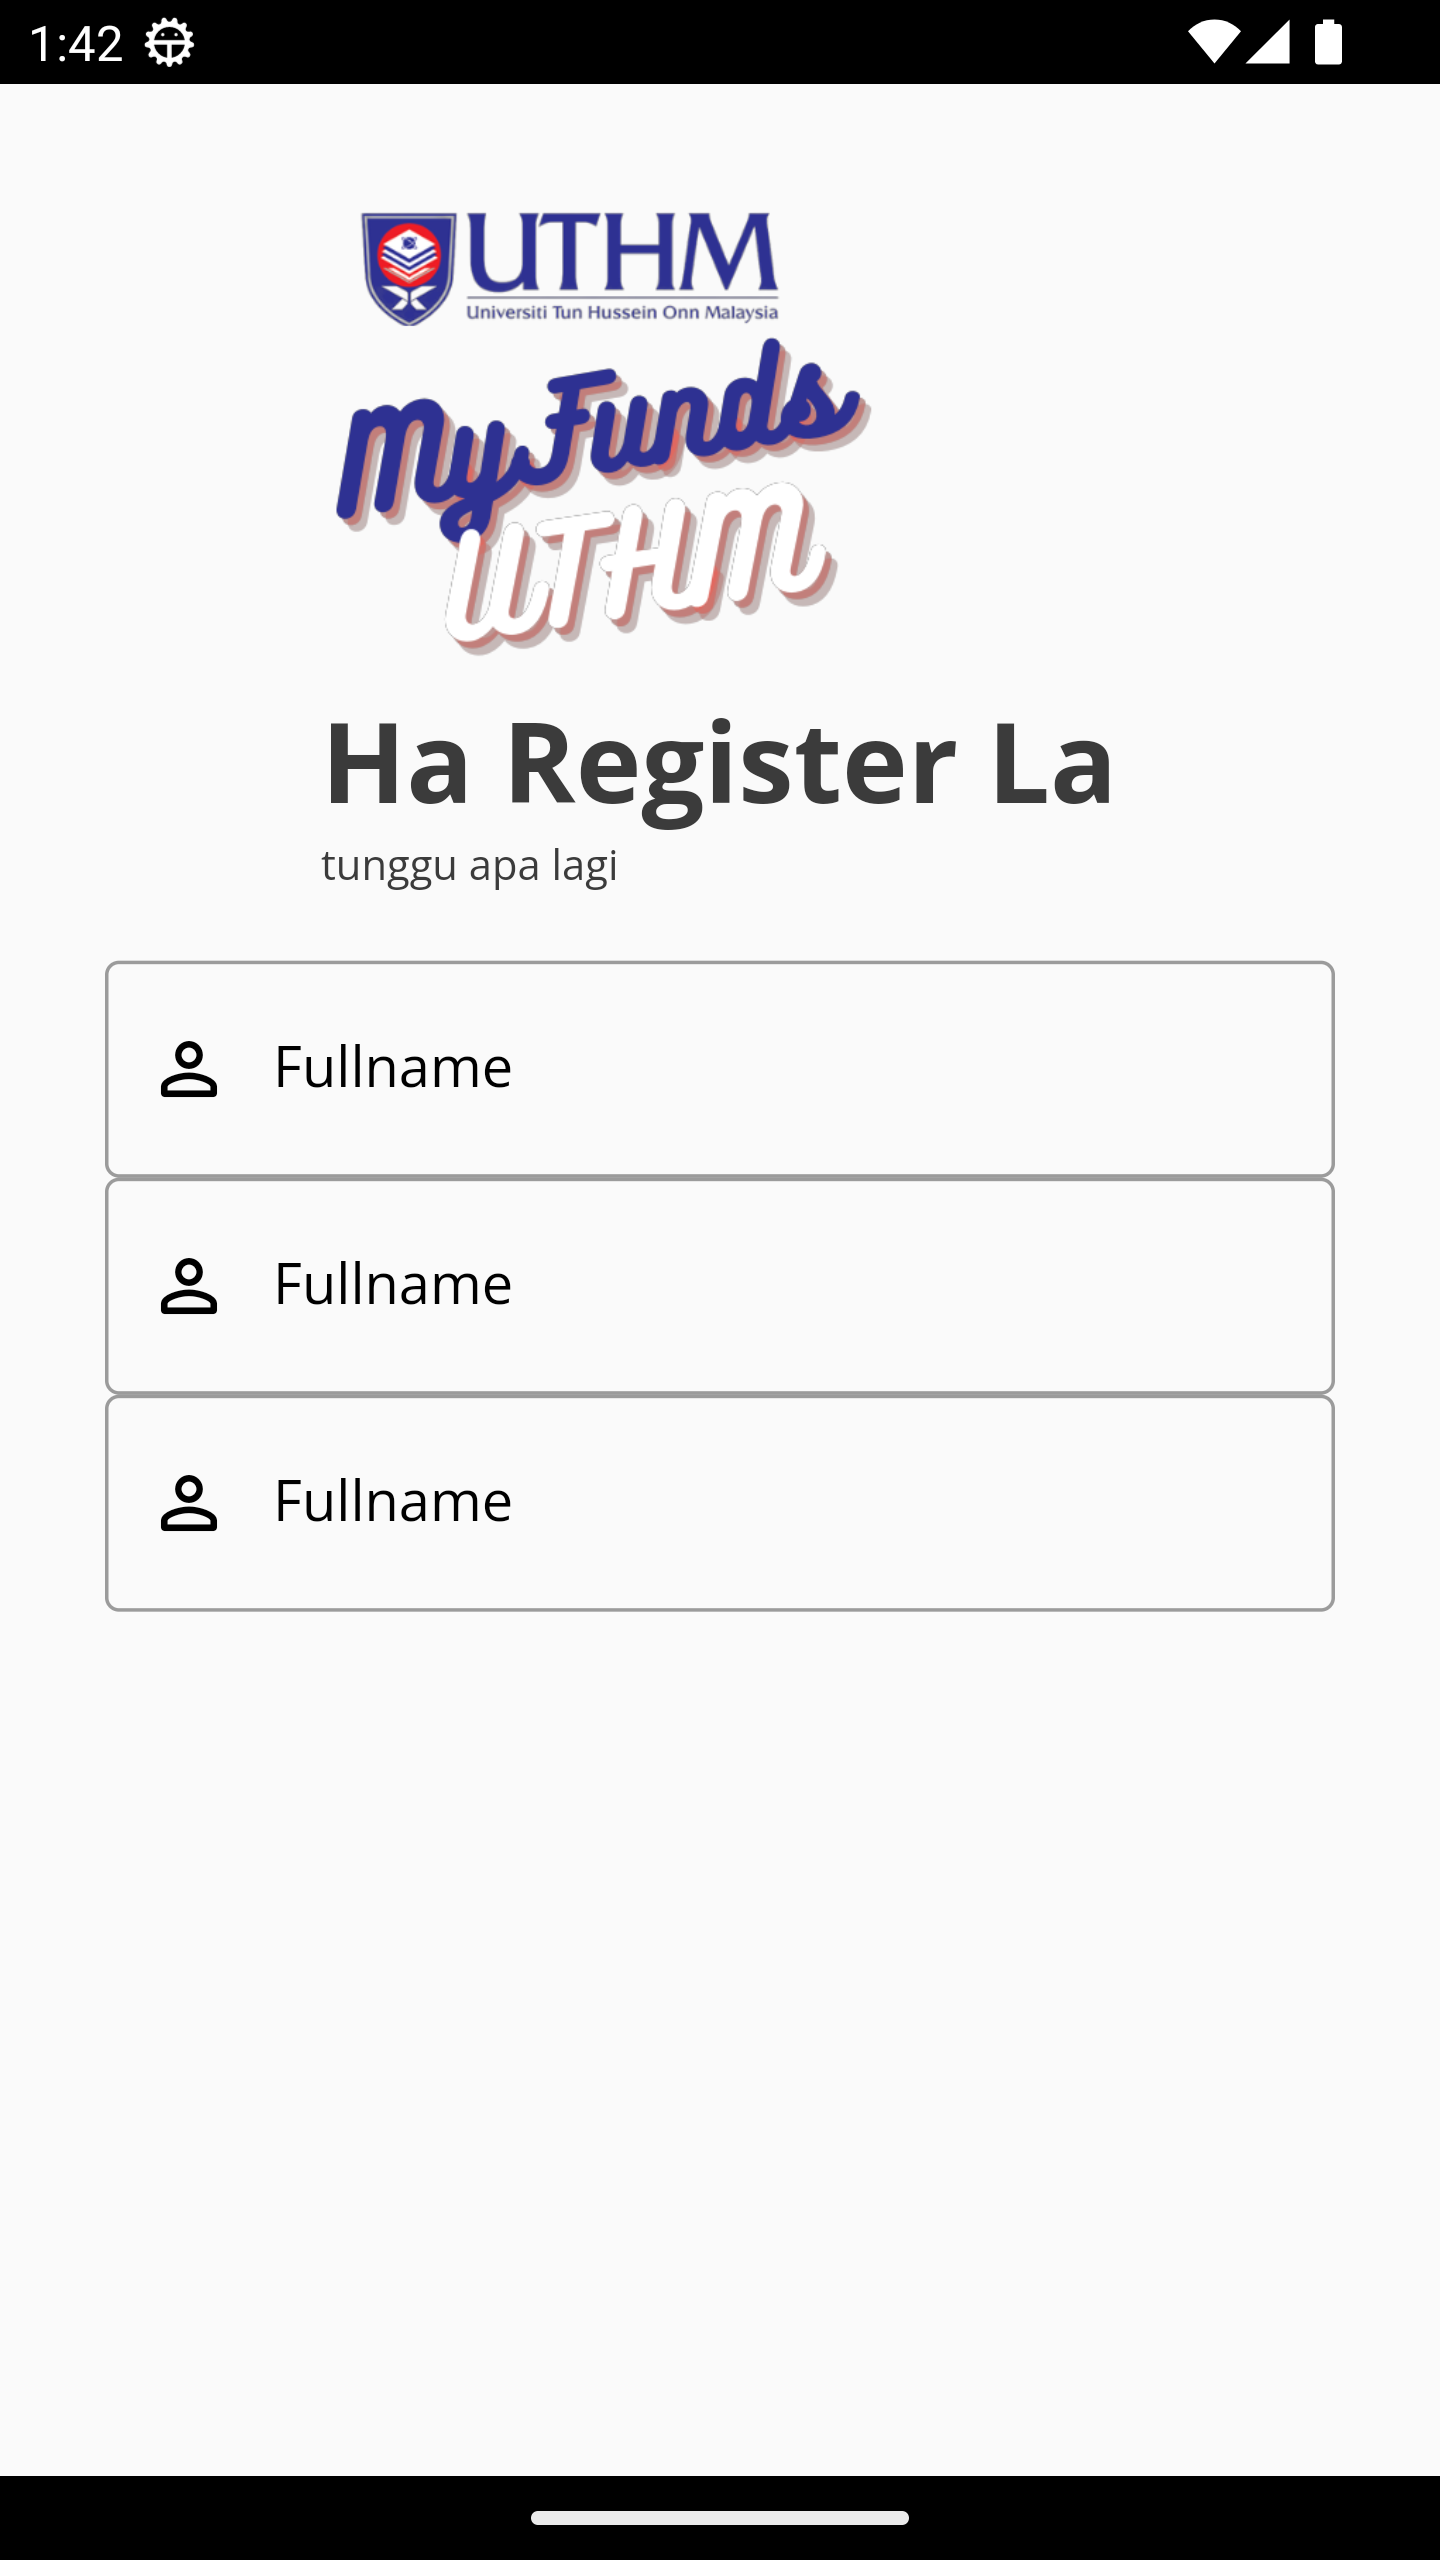 1:42
UTHM
Universiti Tun Hussein Onn Malaysia
MyFunds
UTHM
Ha Register La
tunggu apa lagi
Fullname
Fullname
Fullname